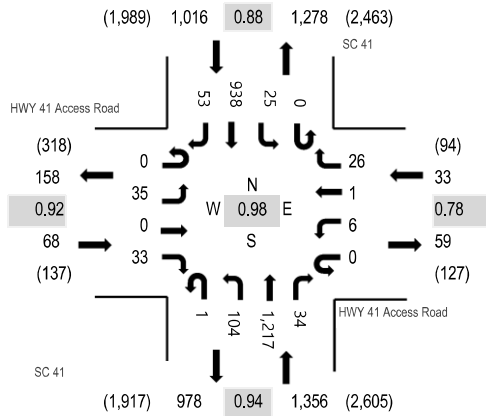 (1,989) 1,016 0.88 1,278 (2,463)
SC 41
53 938 25 0
HWY 41 Access Road
(318) (94)
0 26
158 33
35 N 1
0.92 W 0.98 E 0.78
0 6
68 S 59
33 0
(137) (127)
1 104 1,217 34
HWY 41 Access Road
SC 41
(1,917) 978 0.94 1,356 (2,605)